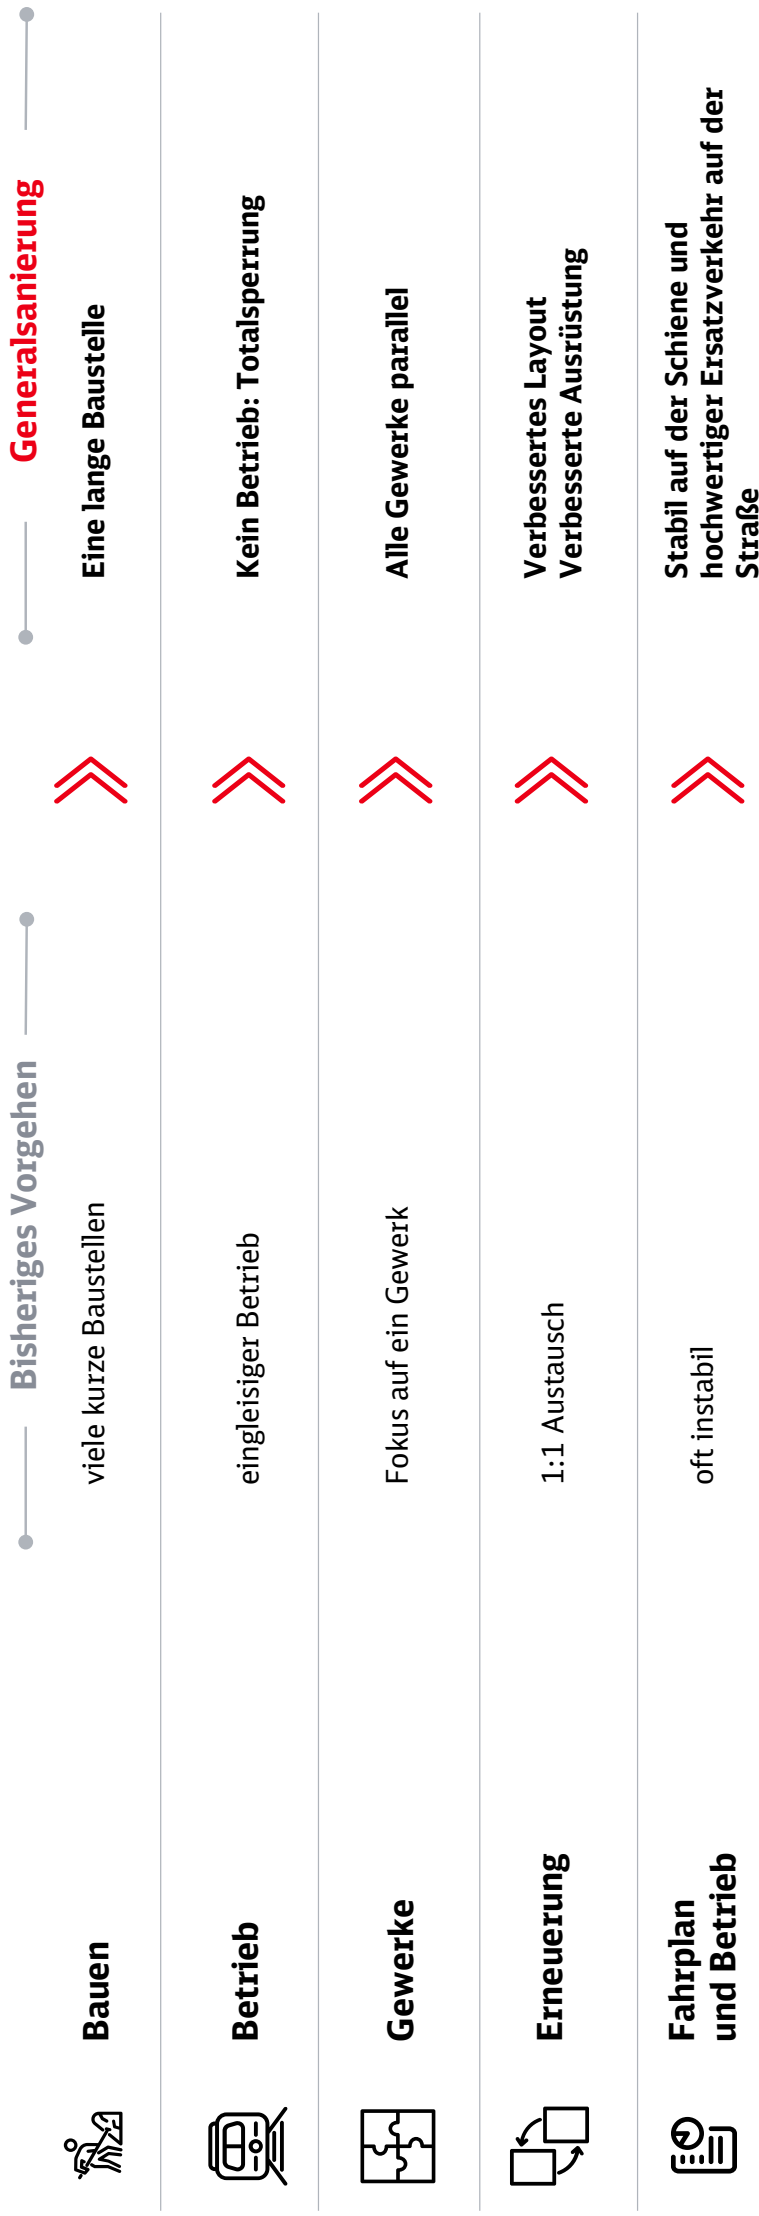 Bisheriges Vorgehen
Generalsanierung
Bauen
viele kurze Baustellen
Eine lange Baustelle
Betrieb
eingleisiger Betrieb
Kein Betrieb: Totalsperrung
Gewerke
Fokus auf ein Gewerk
Alle Gewerke parallel
Erneuerung
1:1 Austausch
Verbessertes Layout
Verbesserte Ausrüstung
Fahrplan
und Betrieb
oft instabil
Stabil auf der Schiene und
hochwertiger Ersatzverkehr auf der
Straße